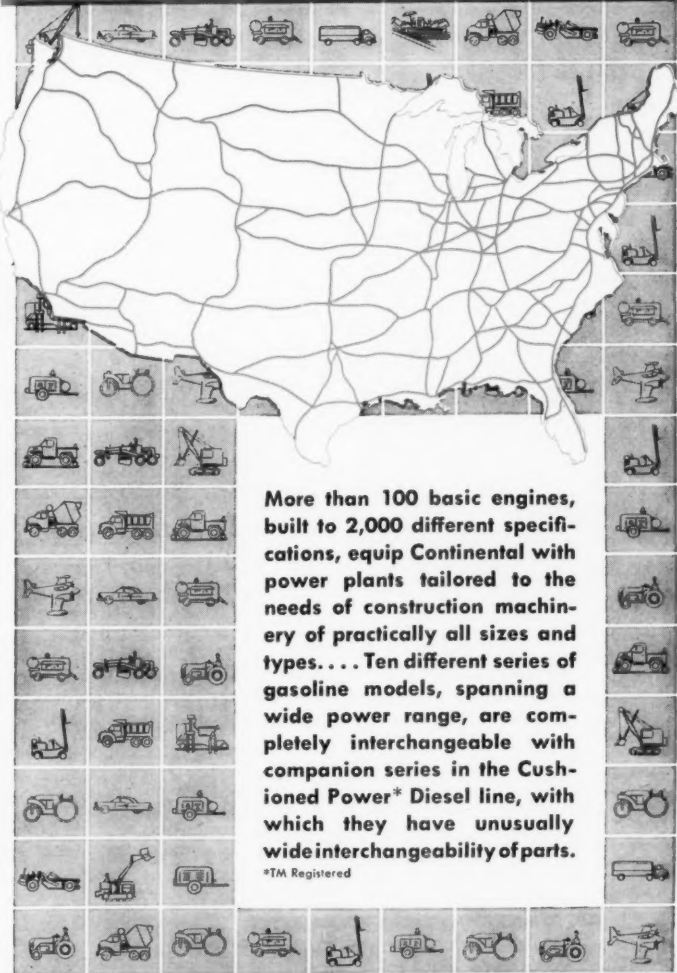 More than 100 basic engines,
built to 2,000 different specifi-
cations, equip Continental with
power plants tailored to the
needs of construction machin-
ery of practically all sizes and
types.... Ten different series of
gasoline models, spanning a
wide power range, are com-
pletely interchangeable with
companion series in the Cush-
ioned Power* Diesel line, with
which they have unusually
wide interchangeability of parts.
*TM Registered